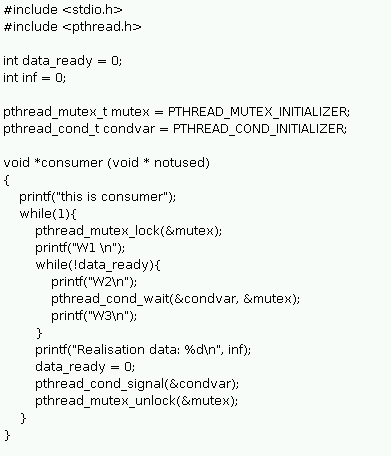 #include <stdio.h>
#include <pthread.h>

int data_ready = 0;
int inf = 0;

pthread_mutex_t mutex = PTHREAD_MUTEX_INITIALIZER;
pthread_cond_t condvar = PTHREAD_COND_INITIALIZER;

void *consumer (void * notused)
{
    printf("this is consumer");
    while(1){
        pthread_mutex_lock(&mutex);
        printf("W1 \n");
        while(!data_ready){
            printf("W2\n");
            pthread_cond_wait(&condvar, &mutex);
            printf("W3\n");
        }
        printf("Realisation data: %d\n", inf);
        data_ready = 0;
        pthread_cond_signal(&condvar);
        pthread_mutex_unlock(&mutex);
    }
}